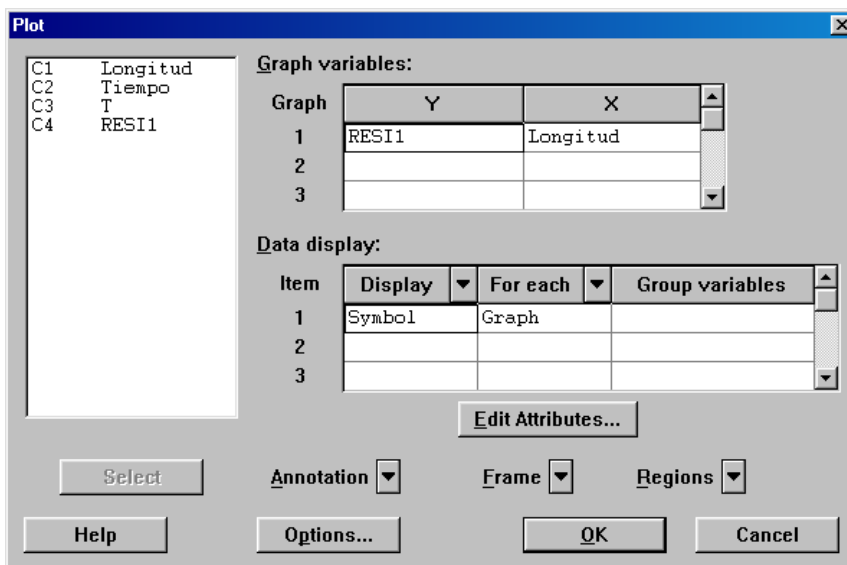 Plot
C1 Longitud
C2 Tiempo
C3 T
C4 RESI1
Graph variables:
Graph Y X
1 RESI1 Longitud
2
3
Data display:
Item Display For each Group variables
1 Symbol Graph
2
3
Edit Attributes...
Select Annotation Frame Regions
Help Options... OK Cancel